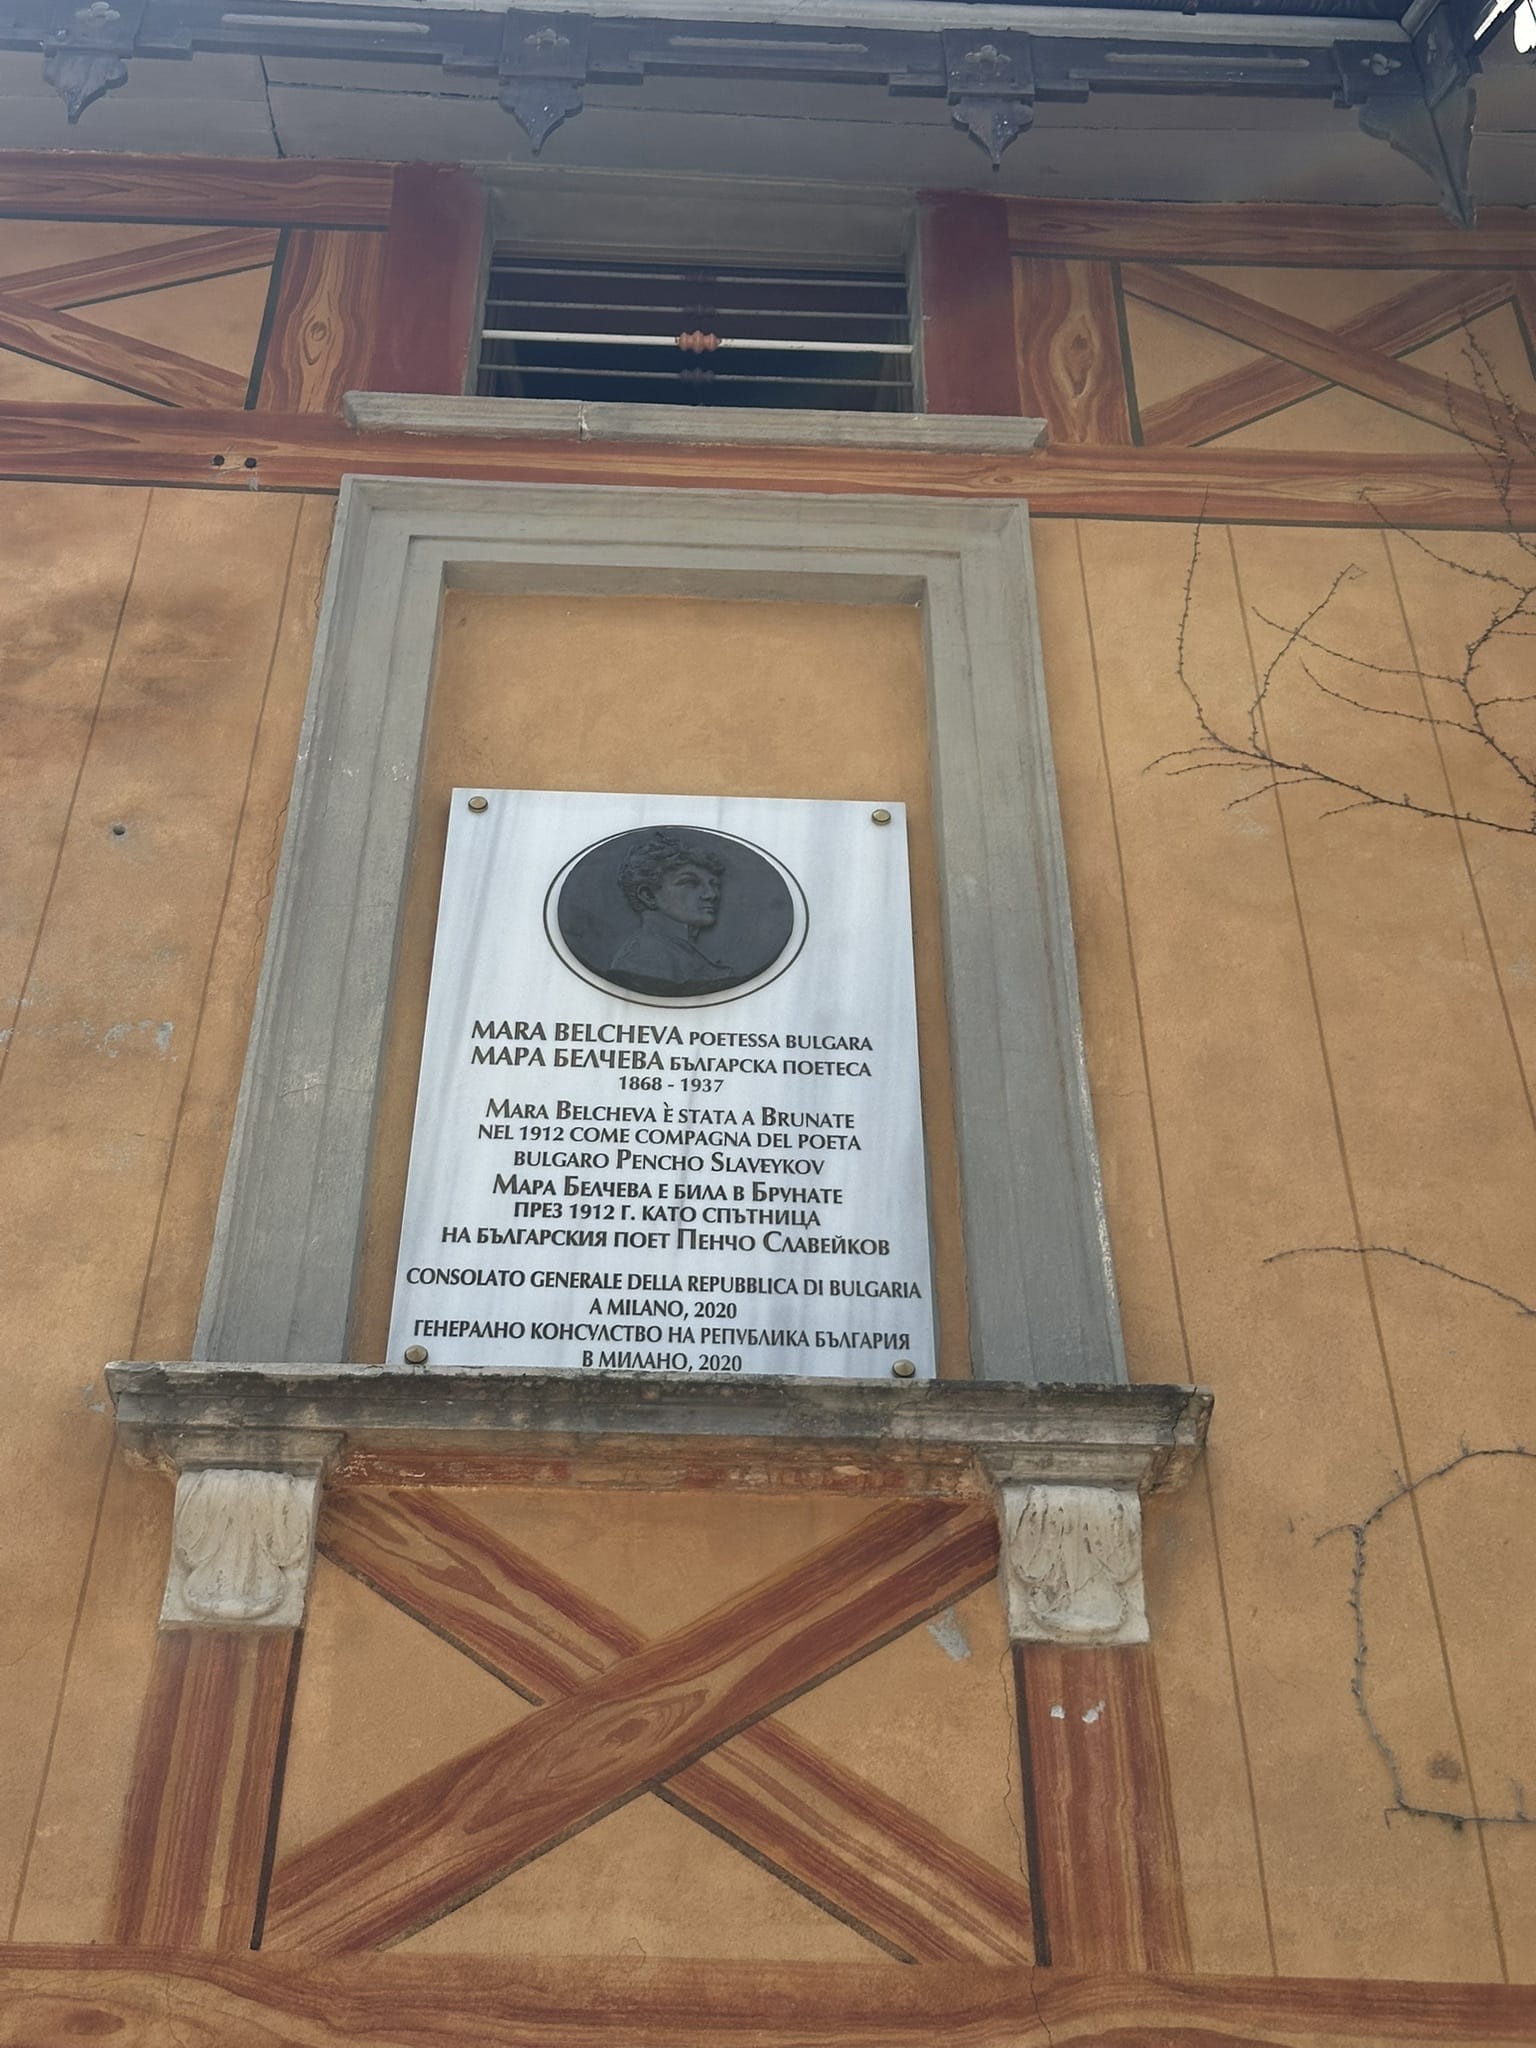 MARA BELCHEVA POETESSA BULGARA
МАРА БЕЛЧЕВА БЪЛГАРСКА ПОЕТЕСА
1868 - 1937
MARA BELCHEVA È STATA A BRUNATE
NEL 1912 COME COMPAGNA DEL POETA
BULGARO PENCHO SLAVEYKOV
МАРА БЕЛЧЕВА Е БИЛА В БРУНАТЕ
ПРЕЗ 1912 Г. КАТО СПЪТНИЦА
НА БЪЛГАРСКИЯ ПОЕТ ПЕНЧО СЛАВЕЙКОВ
CONSOLATO GENERALE DELLA REPUBBLICA DI BULGARIA
A MILANO, 2020
ГЕНЕРАЛНО КОНСУЛСТВО НА РЕПУБЛИКА БЪЛГАРИЯ
В МИЛАНО, 2020